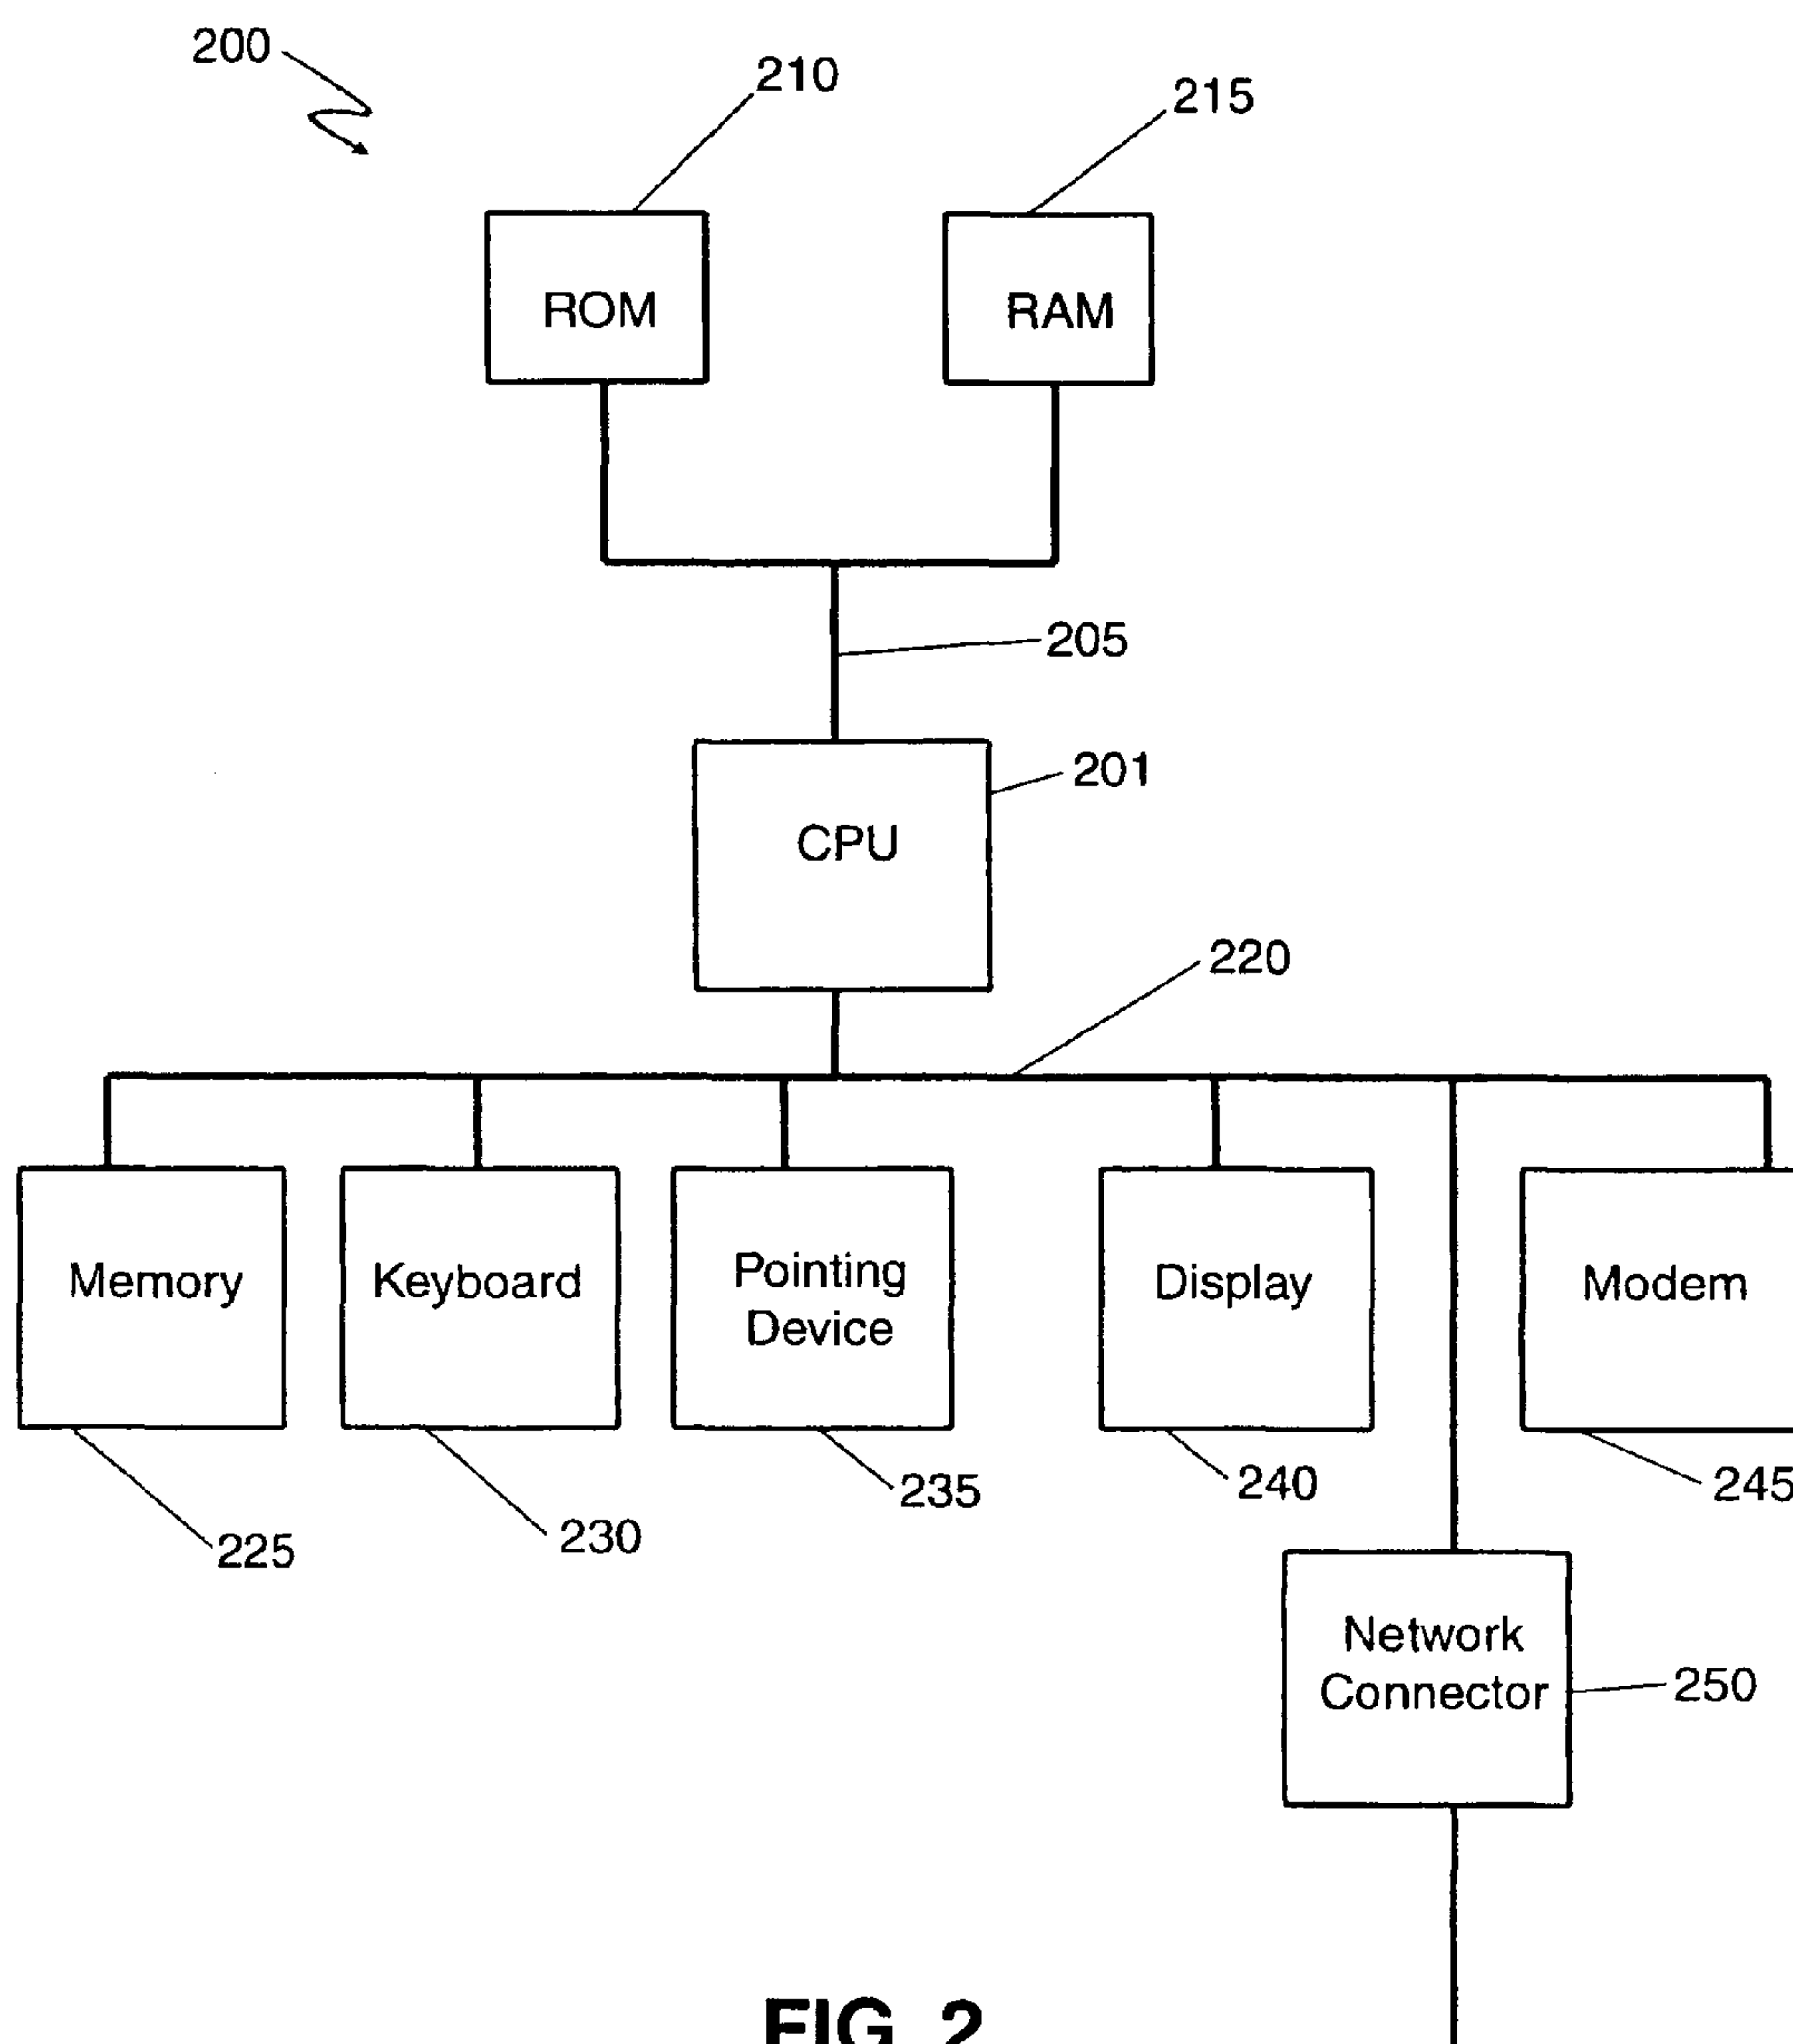 200
210
215
ROM
RAM
205
201
CPU
220
Memory
Keyboard
Pointing
Device
Display
Modem
225
230
235
240
245
Network
Connector
250
FIG. 2